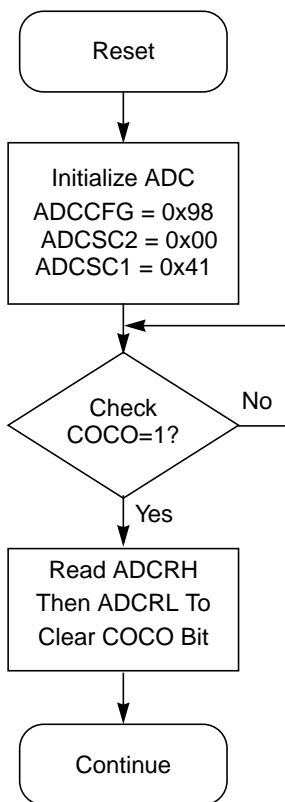 Reset
Initialize ADC
ADCCFG = 0x98
ADCSC2 = 0x00
ADCSC1 = 0x41
Check
COCO=1?
No
Yes
Read ADCRH
Then ADCRL To
Clear COCO Bit
Continue